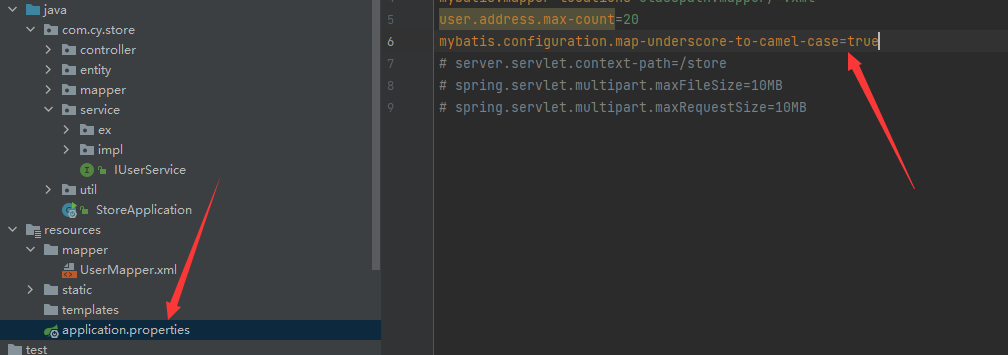 java
com.cy.store
controller
entity
mapper
service
ex
impl
IUserService
util
StoreApplication
resources
mapper
UserMapper.xml
static
templates
application.properties
test
5 user.address.max-count=20
6 mybatis.configuration.map-underscore-to-camel-case=true
7 # server.servlet.context-path=/store
8 # spring.servlet.multipart.maxFileSize=10MB
9 # spring.servlet.multipart.maxRequestSize=10MB